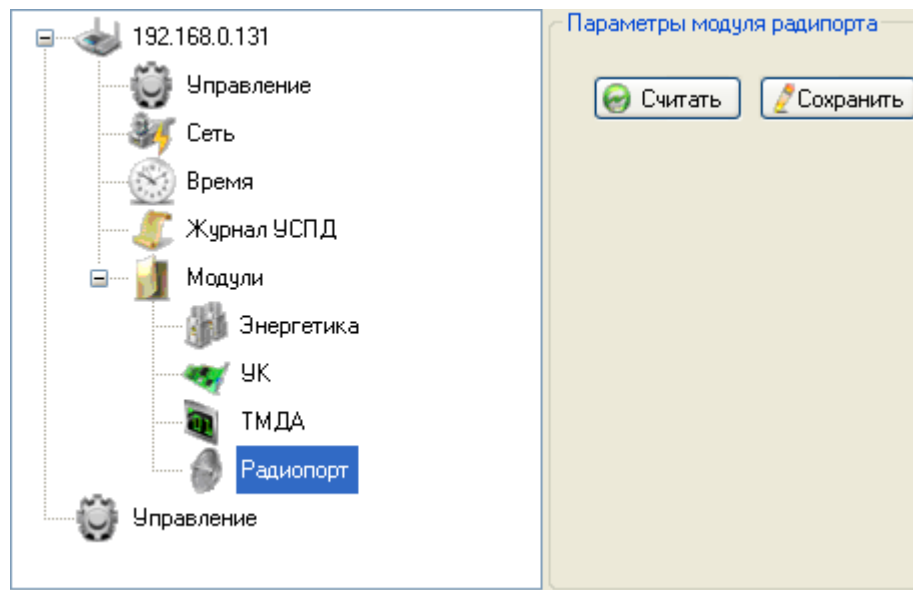 192.168.0.131
Управление
Сеть
Время
Журнал УСПД
Модули
Энергетика
УК
ТМДА
Радиопорт
Управление
Параметры модуля радипорта
Считать
Сохранить